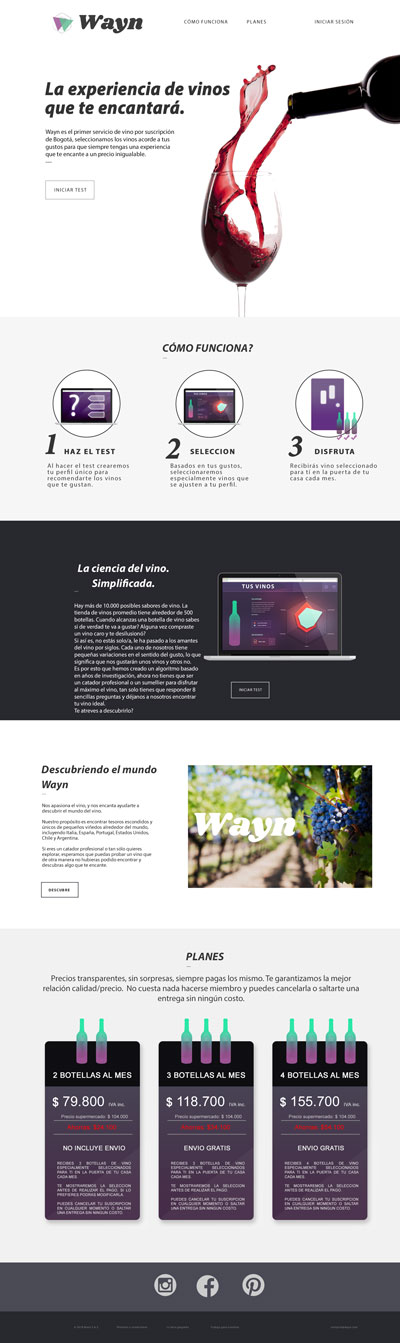 Wayn
CÓMO FUNCIONA
PLANES
INICIAR SESIÓN
La experiencia de vinos
que te encantará.
Wayn es el primer servicio de vino por suscripción
de Bogotá, seleccionamos los vinos acorde a tus
gustos para que siempre tengas una experiencia
que te encante a un precio inigualable.
INICIAR TEST
CÓMO FUNCIONA?
1 HAZ EL TEST
Al hacer el test crearemos
tu perfil único para
recomendarte los vinos
que te gustan.
2 SELECCION
Basados en tus gustos,
seleccionaremos
especialmente vinos que
se ajusten a tu perfil.
3 DISFRUTA
Recibirás vino seleccionado
para ti en la puerta de tu
casa cada mes.
La ciencia del vino.
Simplificada.
Hay más de 10.000 posibles sabores de vino. La
tienda de vinos promedio tiene alrededor de 500
botellas. Cuando alcanzas una botella de vino sabes
si de verdad te va a gustar? Alguna vez compraste
un vino caro y te desilusionó?
Si así es, no estás solo/a, le ha pasado a los amantes
del vino por siglos. Cada uno de nosotros tiene
pequeñas variaciones en el sentido del gusto, lo que
significa que nos gustarán unos vinos y otros no.
Es por esto que hemos creado un algoritmo basado
en años de investigación, ahora no tienes que ser
un catador profesional o un sumellier para disfrutar
al máximo el vino, tan solo tienes que responder 8
sencillas preguntas y déjanos a nosotros encontrar
tu vino ideal.
Te atreves a descubrirlo?
TUS VINOS
INICIAR TEST
Descubriendo el mundo
Wayn
Nos apasiona el vino, y nos encanta ayudarte a
descubrir el mundo del vino.
Nuestro propósito es encontrar tesoros escondidos y
únicos de pequeños viñedos alrededor del mundo,
incluyendo Italia, España, Portugal, Estados Unidos,
Chile y Argentina.
Si eres un catador profesional o tan sólo quieres
explorar, esperamos que puedas probar un vino que
de otra manera no hubieras podido encontrar y
descubras algo que te encante.
DESCUBRE
Wayn
PLANES
Precios transparentes, sin sorpresas, siempre pagas los mismo. Te garantizamos la mejor
relación calidad/precio. No cuesta nada hacerse miembro y puedes cancelarla o saltarte una
entrega sin ningún costo.
2 BOTELLAS AL MES
$ 79.800 IVA inc.
Precio supermercado: $ 104.000
NO INCLUYE ENVIO
RECIBES 2 BOTELLAS DE VINO
ESPECIALMENTE SELECCIONADOS
PARA TI EN LA PUERTA DE TU CASA
CADA MES.
TE MOSTRAREMOS LA SELECCION
ANTES DE REALIZAR EL PAGO, SI LO
PREFIERES PODRÁS MODIFICARLA.
PUEDES CANCELAR TU SUSCRIPCION
EN CUALQUIER MOMENTO O SALTAR
UNA ENTREGA SIN NINGÚN COSTO.
3 BOTELLAS AL MES
$ 118.700 IVA inc.
Precio supermercado: $ 104.000
ENVIO GRATIS
RECIBES 3 BOTELLAS DE VINO
ESPECIALMENTE SELECCIONADOS
PARA TI EN LA PUERTA DE TU CASA
CADA MES.
TE MOSTRAREMOS LA SELECCION
ANTES DE REALIZAR EL PAGO.
PUEDES CANCELAR TU SUSCRIPCION
EN CUALQUIER MOMENTO O SALTAR
UNA ENTREGA SIN NINGÚN COSTO.
4 BOTELLAS AL MES
$ 155.700 IVA inc.
Precio supermercado: $ 104.000
ENVIO GRATIS
RECIBES 4 BOTELLAS DE VINO
ESPECIALMENTE SELECCIONADOS
PARA TI EN LA PUERTA DE TU CASA
CADA MES.
TE MOSTRAREMOS LA SELECCION
ANTES DE REALIZAR EL PAGO.
PUEDES CANCELAR TU SUSCRIPCION
EN CUALQUIER MOMENTO O SALTAR
UNA ENTREGA SIN NINGÚN COSTO.